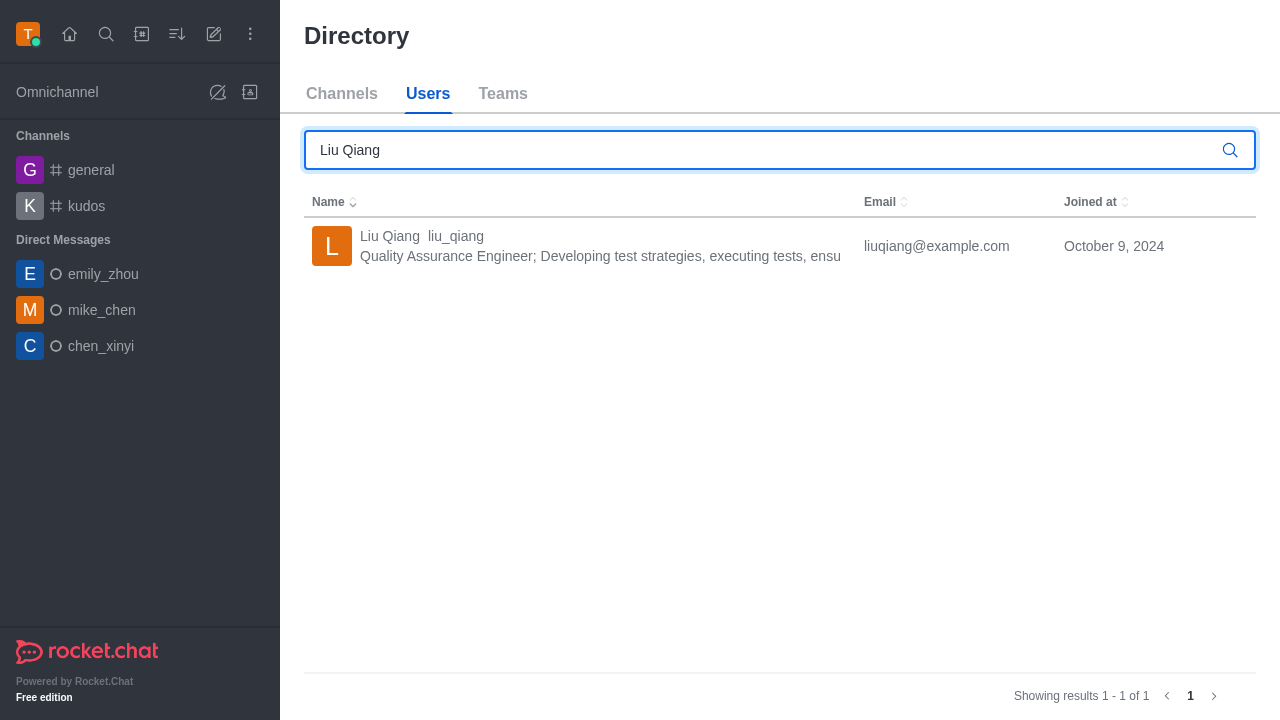 T
Directory
Omnichannel
Channels Users Teams
Channels
G general
K kudos
Direct Messages
E emily_zhou
M mike_chen
C chen_xinyi
Liu Qiang
Name Email Joined at
L Liu Qiang liu_qiang
Quality Assurance Engineer; Developing test strategies, executing tests, ensu
liuqiang@example.com October 9, 2024
rocket.chat
Powered by Rocket.Chat
Free edition
Showing results 1 - 1 of 1 1